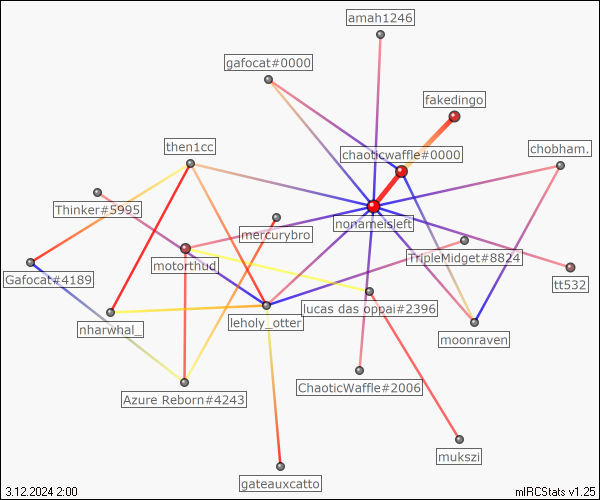 amah1246
gafocat#0000
fakedingo
then1cc
chaoticwaffle#0000
chobham.
Thinker#5995
mercurybro
nonameisleft
motorthud
TripleMidget#8824
Gafocat#4189
tt532
nharwhal_
leholy_otter
lucas das oppai#2396
moonraven
Azure Reborn#4243
ChaoticWaffle#2006
mukszi
gateauxcatto
3.12.2024 2:00
mIRCStats v1.25